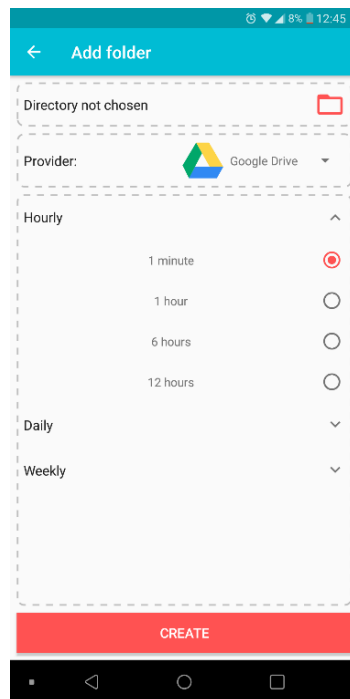 8% 12:45
Add folder
Directory not chosen
Provider: Google Drive
Hourly
1 minute
1 hour
6 hours
12 hours
Daily
Weekly
CREATE